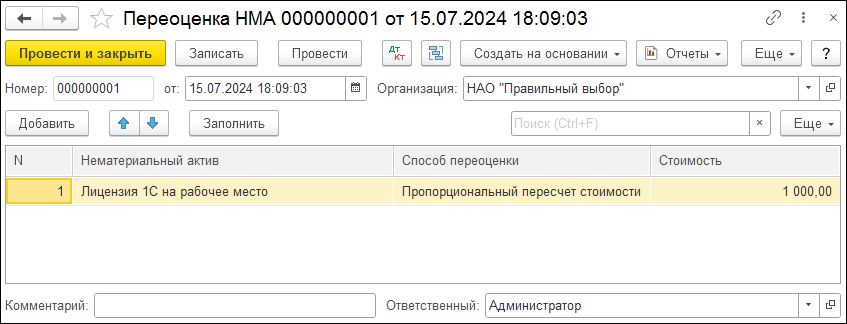 Переоценка НМА 000000001 от 15.07.2024 18:09:03
Провести и закрыть Записать Провести Дт Кт Создать на основании Отчеты Еще ?
Номер: 000000001 от: 15.07.2024 18:09:03 Организация: НАО "Правильный выбор"
Добавить Заполнить Поиск (Ctrl+F) × Еще
N Нематериальный актив Способ переоценки Стоимость
1 Лицензия 1С на рабочее место Пропорциональный пересчет стоимости 1 000,00
Комментарий: Ответственный: Администратор